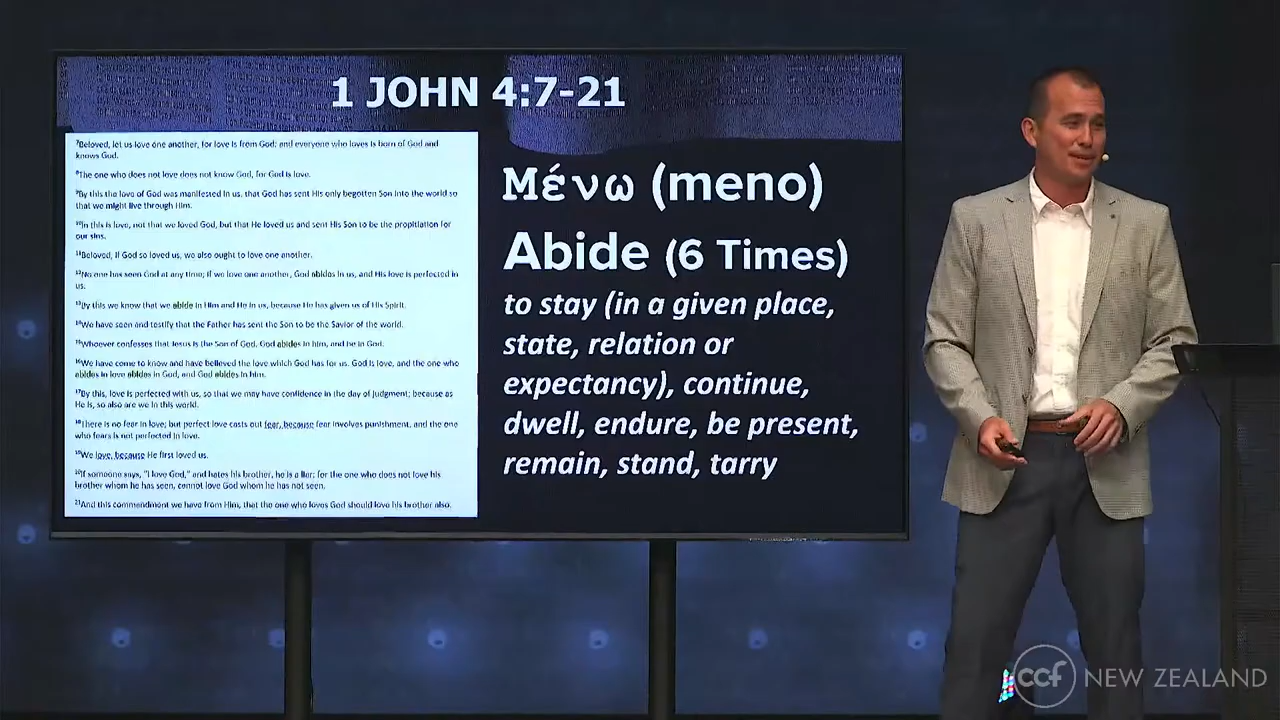 1 JOHN 4:7-21
⁷Beloved, let us love one another, for love is from God; and everyone who loves is born of God and
knows God.
⁸The one who does not love does not know God, for God is love.
⁹By this the love of God was manifested in us, that God has sent His only begotten Son into the world so
that we might live through Him.
¹⁰In this is love, not that we loved God, but that He loved us and sent His Son to be the propitiation for
our sins.
¹¹Beloved, if God so loved us, we also ought to love one another.
¹²No one has seen God at any time; if we love one another, God abides in us, and His love is perfected in
us.
¹³By this we know that we abide in Him and He in us, because He has given us of His Spirit.
¹⁴We have seen and testify that the Father has sent the Son to be the Savior of the world.
¹⁵Whoever confesses that Jesus is the Son of God, God abides in him, and he in God.
¹⁶We have come to know and have believed the love which God has for us. God is love, and the one who
abides in love abides in God, and God abides in him.
¹⁷By this, love is perfected with us, so that we may have confidence in the day of judgment; because as
He is, so also are we in this world.
¹⁸There is no fear in love; but perfect love casts out fear, because fear involves punishment, and the one
who fears is not perfected in love.
¹⁹We love, because He first loved us.
²⁰If someone says, "I love God," and hates his brother, he is a liar; for the one who does not love his
brother whom he has seen, cannot love God whom he has not seen.
²¹And this commandment we have from Him, that the one who loves God should love his brother also.
Μένω (meno)
Abide (6 Times)
to stay (in a given place,
state, relation or
expectancy), continue,
dwell, endure, be present,
remain, stand, tarry
ccf NEW ZEALAND